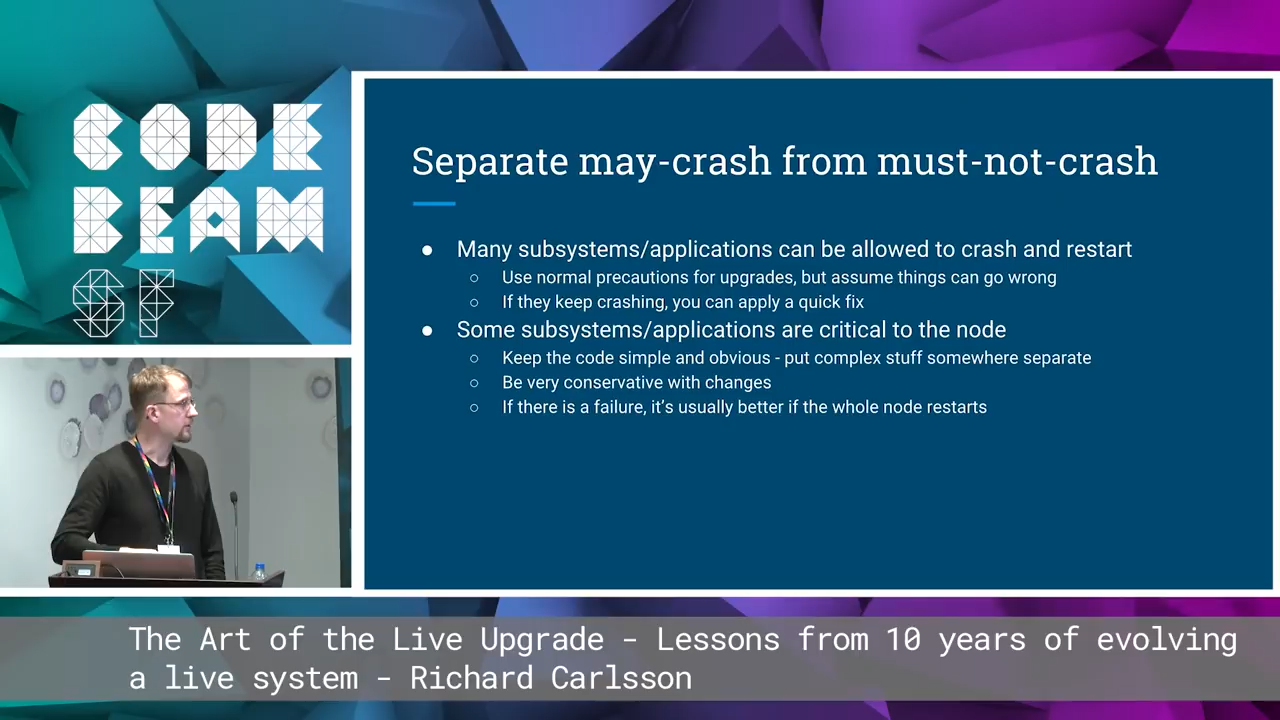 CODE
BEAM
SF
Separate may-crash from must-not-crash
● Many subsystems/applications can be allowed to crash and restart
○ Use normal precautions for upgrades, but assume things can go wrong
○ If they keep crashing, you can apply a quick fix
● Some subsystems/applications are critical to the node
○ Keep the code simple and obvious - put complex stuff somewhere separate
○ Be very conservative with changes
○ If there is a failure, it’s usually better if the whole node restarts
The Art of the Live Upgrade - Lessons from 10 years of evolving
a live system - Richard Carlsson